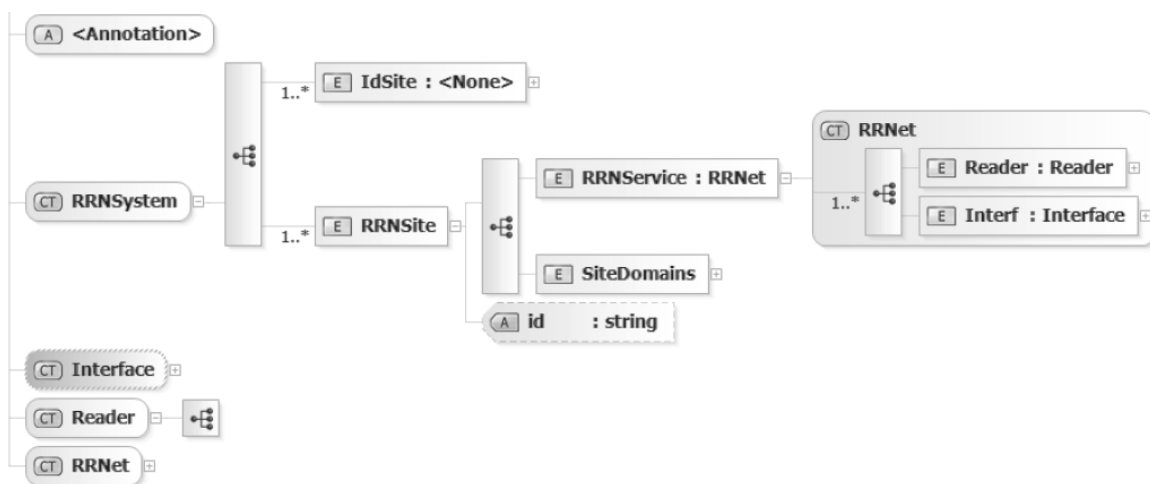 A <Annotation>
CT RRNSystem
1..*
E IdSite : <None>
1..*
E RRNSite
E RRNService : RRNet
CT RRNet
1..*
E Reader : Reader
E Interf : Interface
E SiteDomains
A id : string
CT Interface
CT Reader
CT RRNet